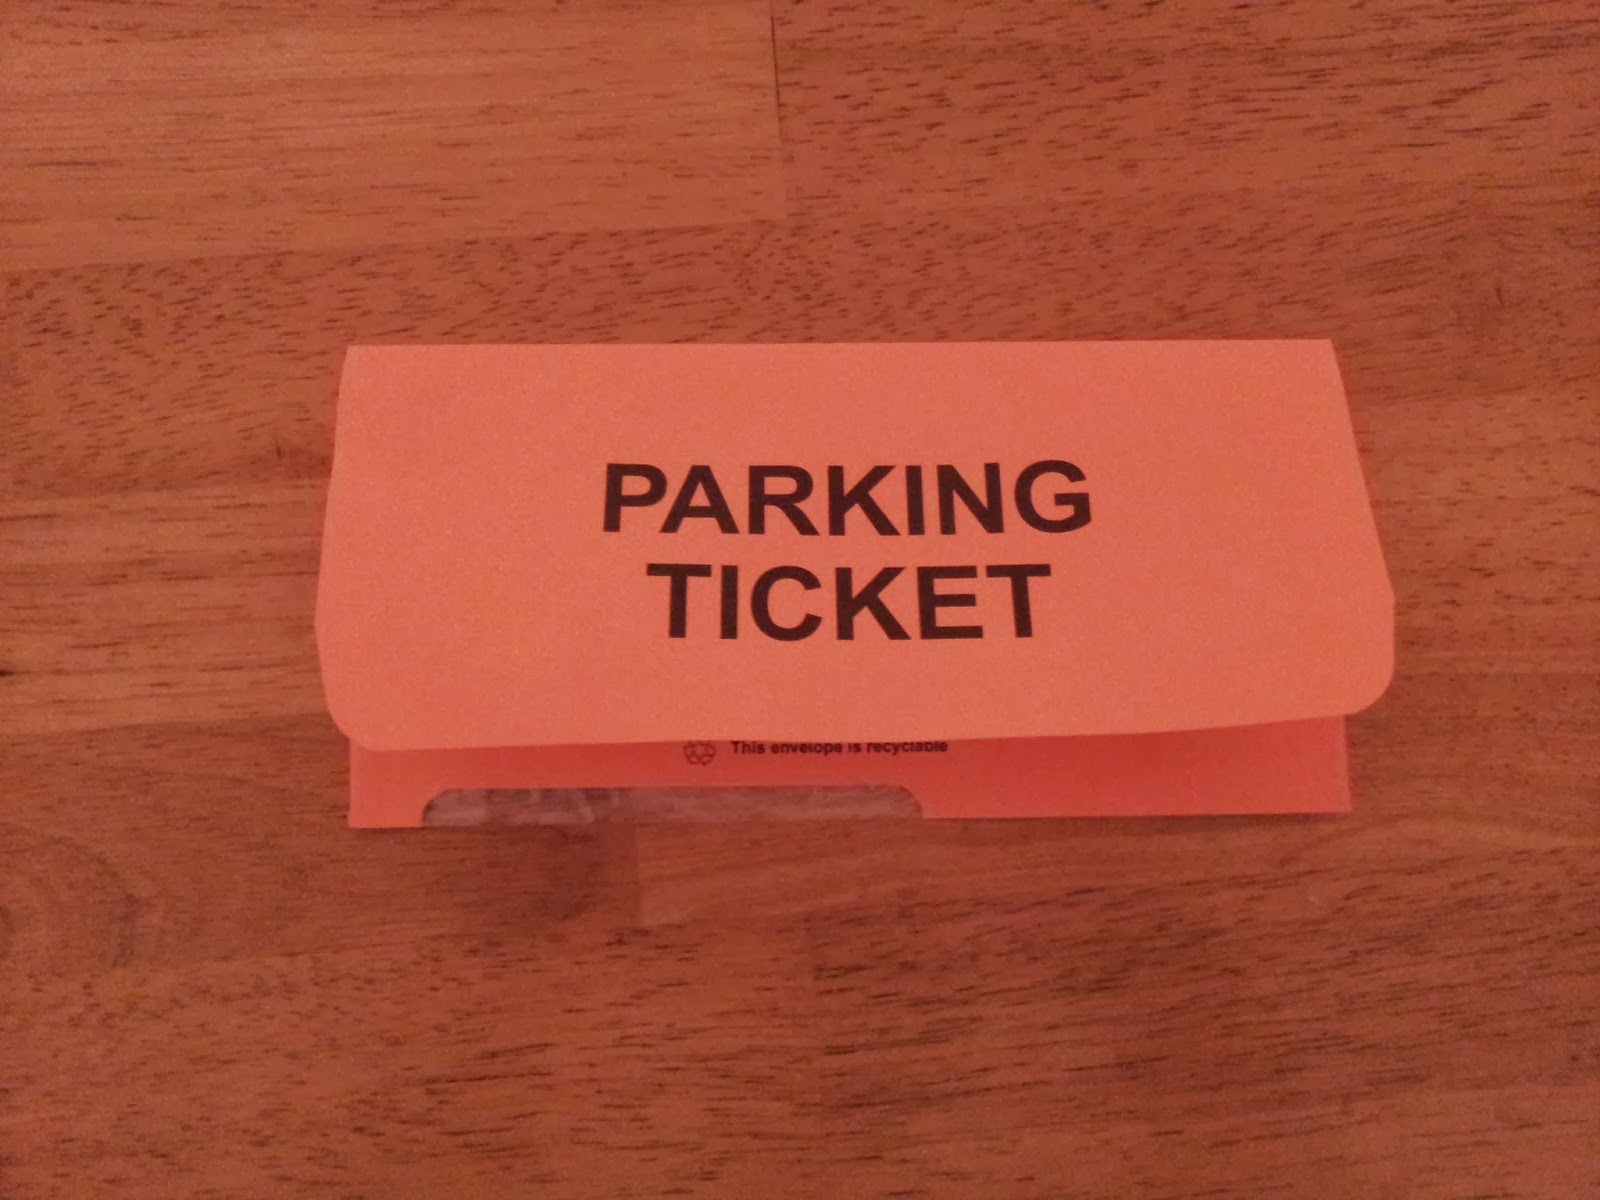 PARKING
TICKET
This envelope is recyclable